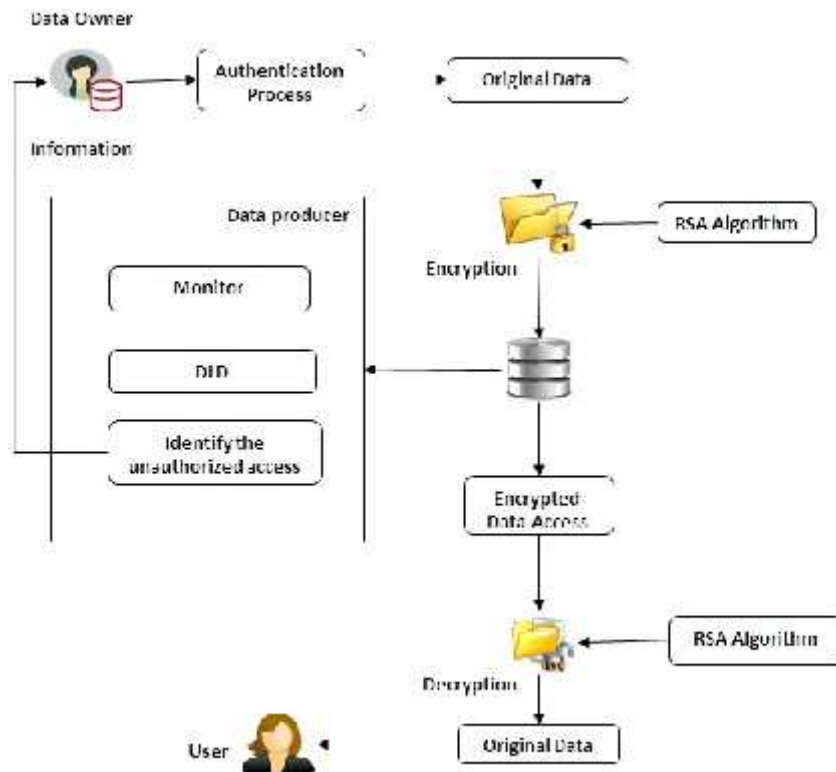 Data Owner
Authentication
Process
Original Data
Information
Data producer
RSA Algorithm
Encryption
Monitor
Identify the
unauthorized access
Encrypted
Data Access
RSA Algorithm
Decryption
Original Data
User